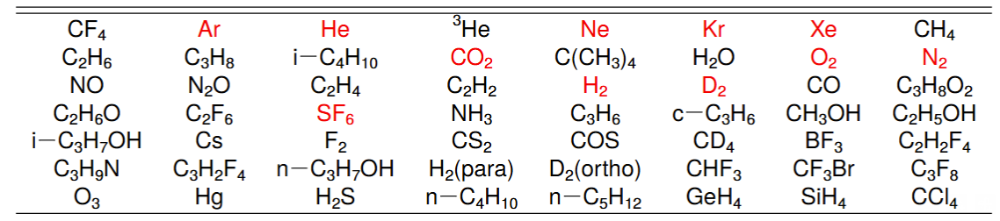 CF₄ Ar He ³He Ne Kr Xe CH₄
C₂H₆ C₃H₈ i−C₄H₁₀ CO₂ C(CH₃)₄ H₂O O₂ N₂
NO N₂O C₂H₄ C₂H₂ H₂ D₂ CO C₃H₈O₂
C₂H₆O C₂F₆ SF₆ NH₃ C₃H₆ c−C₃H₆ CH₃OH C₂H₅OH
i−C₃H₇OH Cs F₂ CS₂ COS CD₄ BF₃ C₂H₂F₄
C₃H₉N C₃H₂F₄ n−C₃H₇OH H₂(para) D₂(ortho) CHF₃ CF₃Br C₃F₈
O₃ Hg H₂S n−C₄H₁₀ n−C₅H₁₂ GeH₄ SiH₄ CCl₄